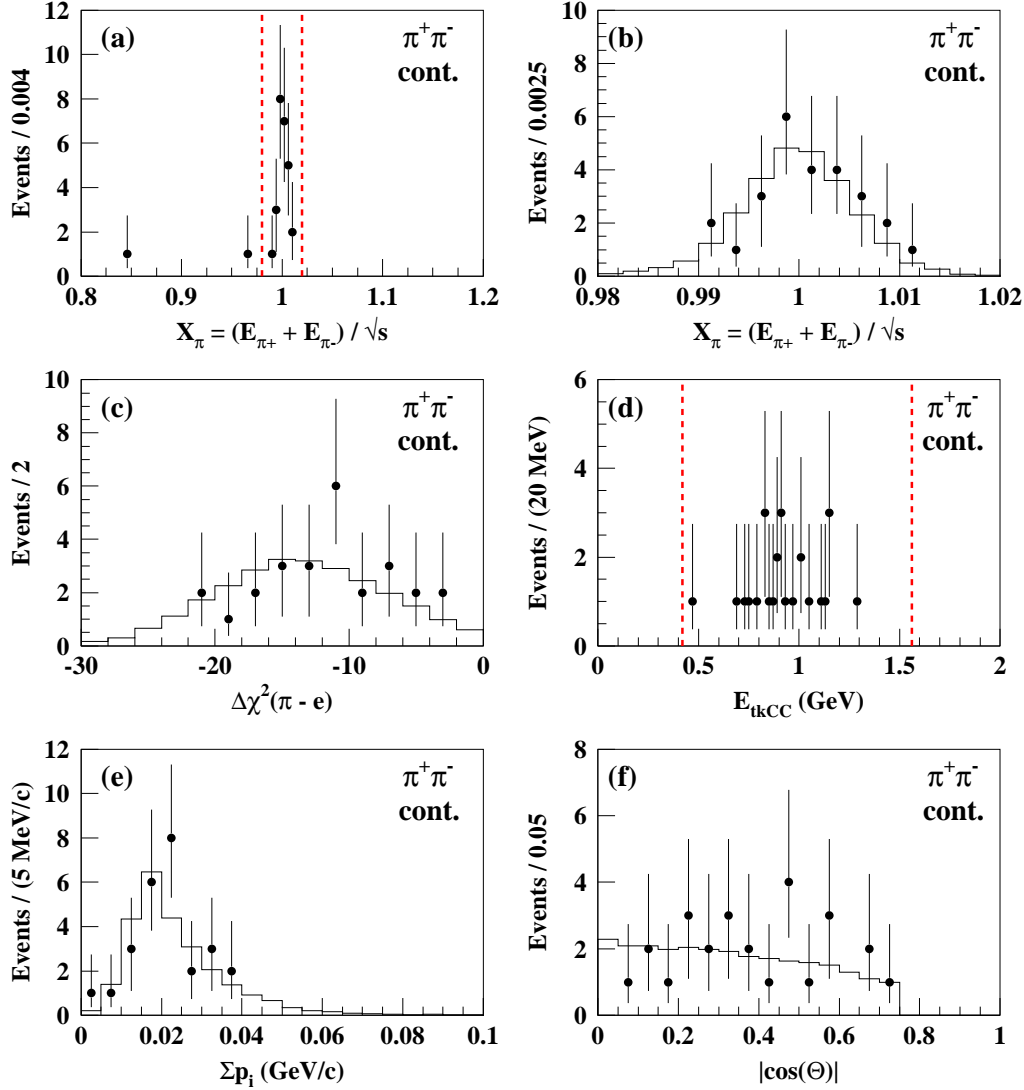 (a)
π⁺π⁻
cont.
Events / 0.004
12
10
8
6
4
2
0
0.8 0.9 1 1.1 1.2
X_π = (E_π+ + E_π-) / √s
(b)
π⁺π⁻
cont.
Events / 0.0025
10
8
6
4
2
0
0.98 0.99 1 1.01 1.02
X_π = (E_π+ + E_π-) / √s
(c)
π⁺π⁻
cont.
Events / 2
10
8
6
4
2
0
-30 -20 -10 0
Δχ²(π - e)
(d)
π⁺π⁻
cont.
Events / (20 MeV)
6
4
2
0
0 0.5 1 1.5 2
E_tkCC (GeV)
(e)
π⁺π⁻
cont.
Events / (5 MeV/c)
12
10
8
6
4
2
0
0 0.02 0.04 0.06 0.08 0.1
Σp_i (GeV/c)
(f)
π⁺π⁻
cont.
Events / 0.05
8
6
4
2
0
0 0.2 0.4 0.6 0.8 1
|cos(Θ)|